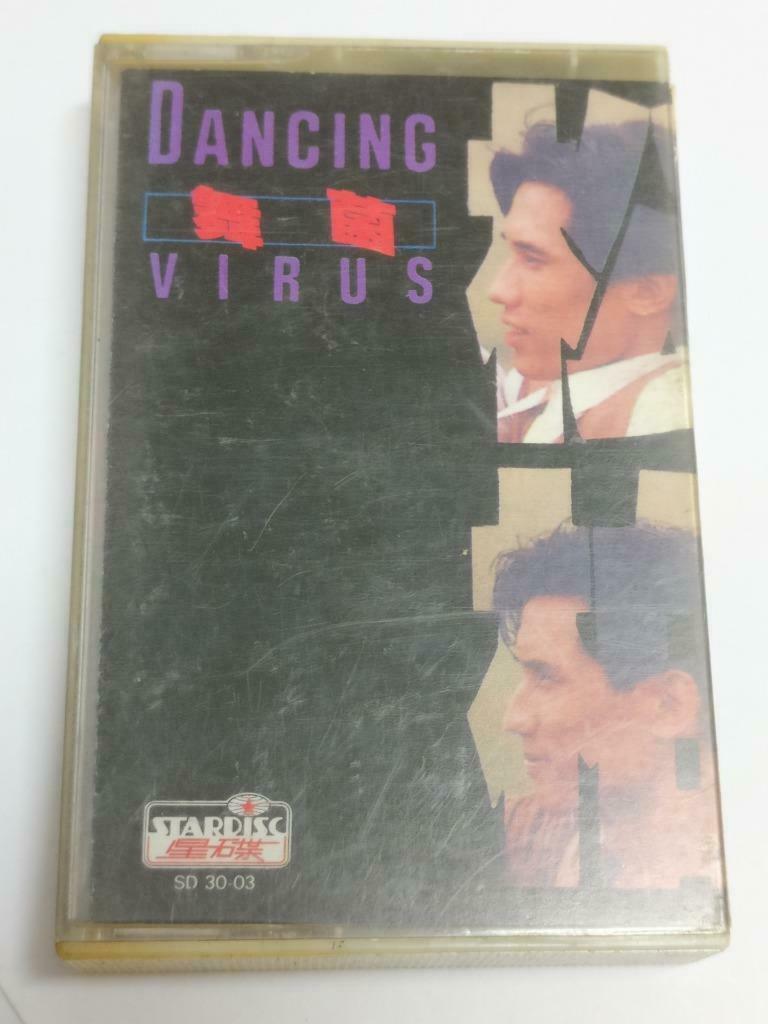 DANCING
舞菌
VIRUS
STARDISC
星碟
SD 30-03